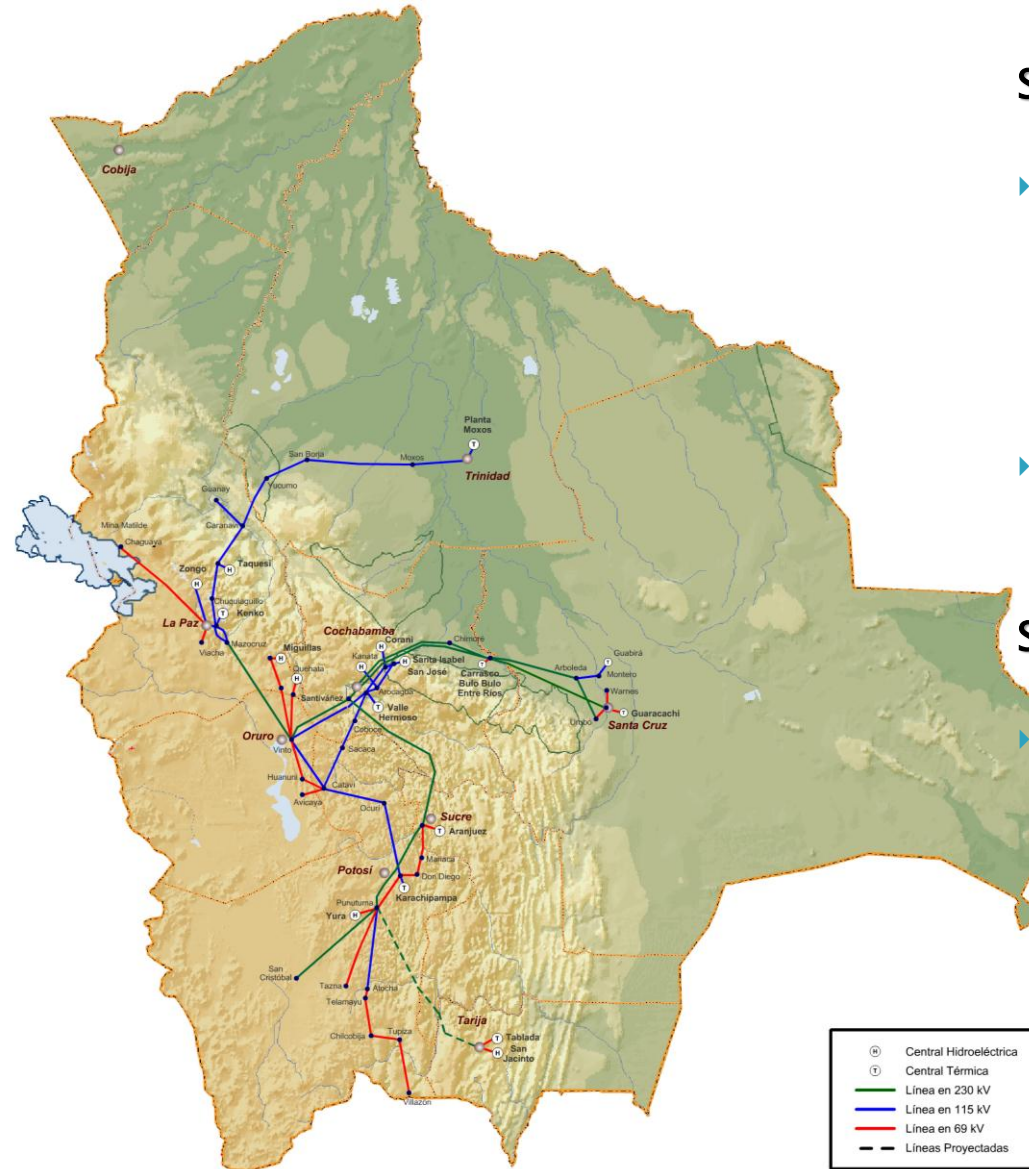 S
Cobija
Planta
Moxos
Trinidad
San Borja
Moxos
Yucumo
Guanay
Caranavi
Mina Matilde
Chaguaya
Zongo
Taquesi
Chuquiaguillo
Kenko
La Paz
Viacha
Mazocruz
Miguillas
Quehata
Cochabamba
Corani
Kanata
Santa Isabel
San José
Santiváñez
Arocagua
Valle
Hermoso
Chimore
Carrasco
Bulo Bulo
Entre Ríos
Guabirá
Arboleda
Montero
Warnes
S
Urubó
Guaracachi
Santa Cruz
Oruro
Vinto
Coboce
Sacaca
Huanuni
Catavi
Avicaya
Ocurí
Sucre
Aranjuez
Mariaca
Potosí
Don Diego
Karachipampa
Punutuma
Yura
San
Cristóbal
Tazna
Atocha
Telamayu
Chilcobija
Tupiza
Tarija
Tablada
San
Jacinto
Villazón
H Central Hidroeléctrica
T Central Térmica
Línea en 230 kV
Línea en 115 kV
Línea en 69 kV
Líneas Proyectadas